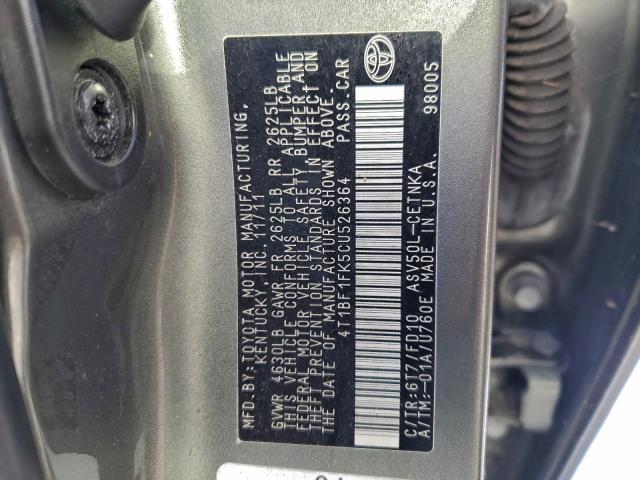 MFD.BY:TOYOTA MOTOR MANUFACTURING,
KENTUCKY, INC. 11/11
GVWR 4630LB GAWR FR 2625LB RR 2625LB
THIS VEHICLE CONFORMS TO ALL APPLICABLE
FEDERAL MOTOR VEHICLE SAFETY, BUMPER, AND
THEFT PREVENTION STANDARDS IN EFFECT ON
THE DATE OF MANUFACTURE SHOWN ABOVE.
4T1BF1FK5CU526364 PASS.CAR
C/TR:6T7/FD10 ASV50L-CETNKA
A/TM:-01A/U760E MADE IN U.S.A.
98005